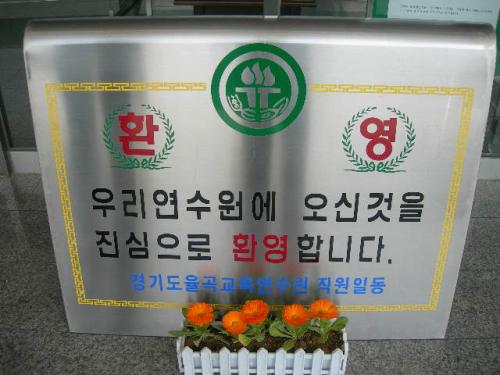 환 영
우리연수원에 오신것을
진심으로 환영합니다.
경기도율곡교육연수원 직원일동